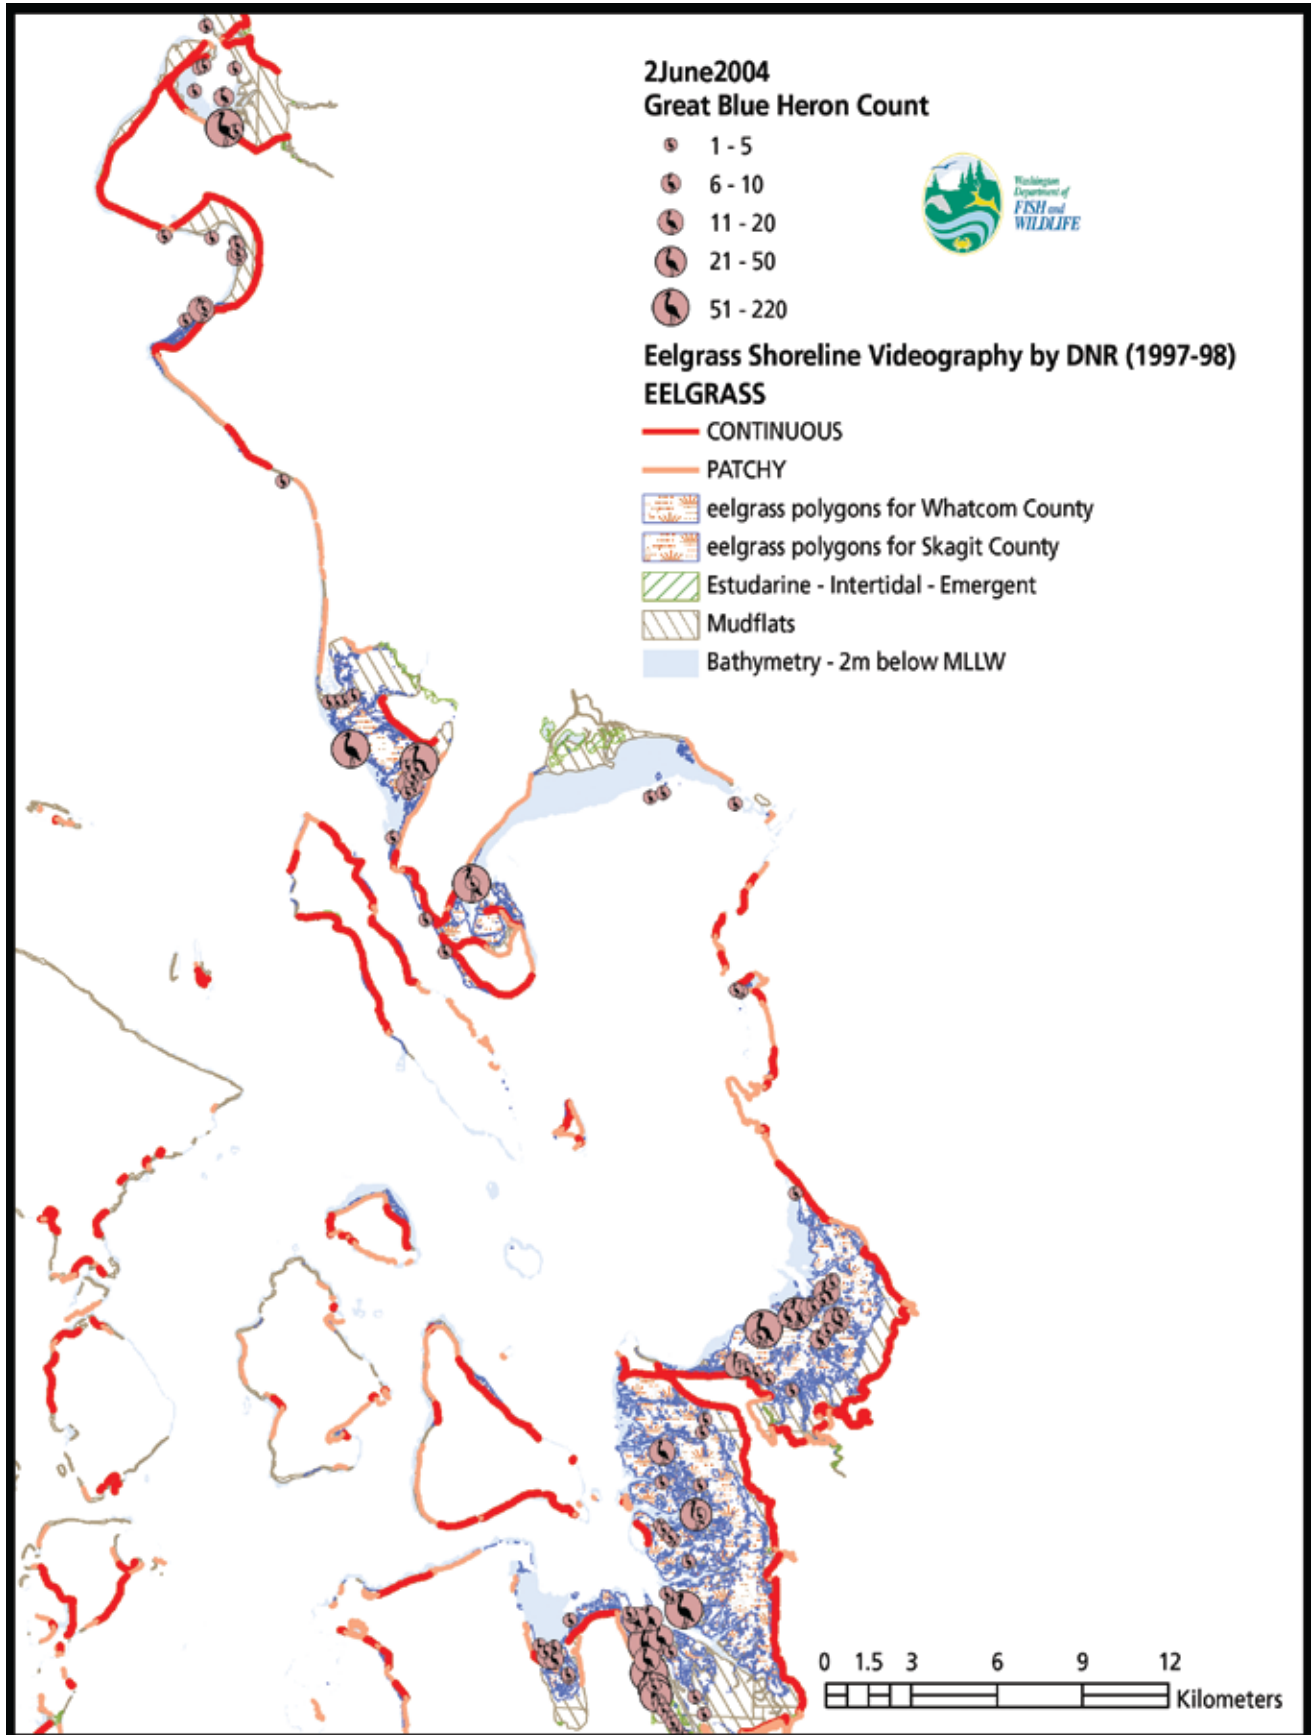 2June2004
Great Blue Heron Count
1 - 5
6 - 10
11 - 20
21 - 50
51 - 220
Washington
Department of
FISH and
WILDLIFE
Eelgrass Shoreline Videography by DNR (1997-98)
EELGRASS
CONTINUOUS
PATCHY
eelgrass polygons for Whatcom County
eelgrass polygons for Skagit County
Estudarine - Intertidal - Emergent
Mudflats
Bathymetry - 2m below MLLW
0 1.5 3 6 9 12
Kilometers